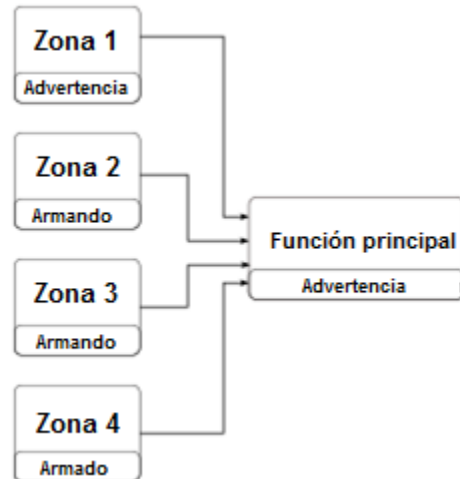 Zona 1
Advertencia
Zona 2
Armando
Función principal
Advertencia
Zona 3
Armando
Zona 4
Armado